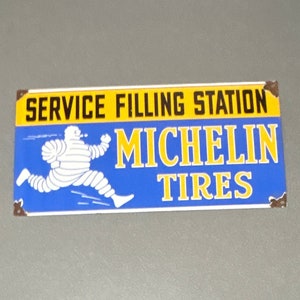 SERVICE FILLING STATION
MICHELIN
TIRES